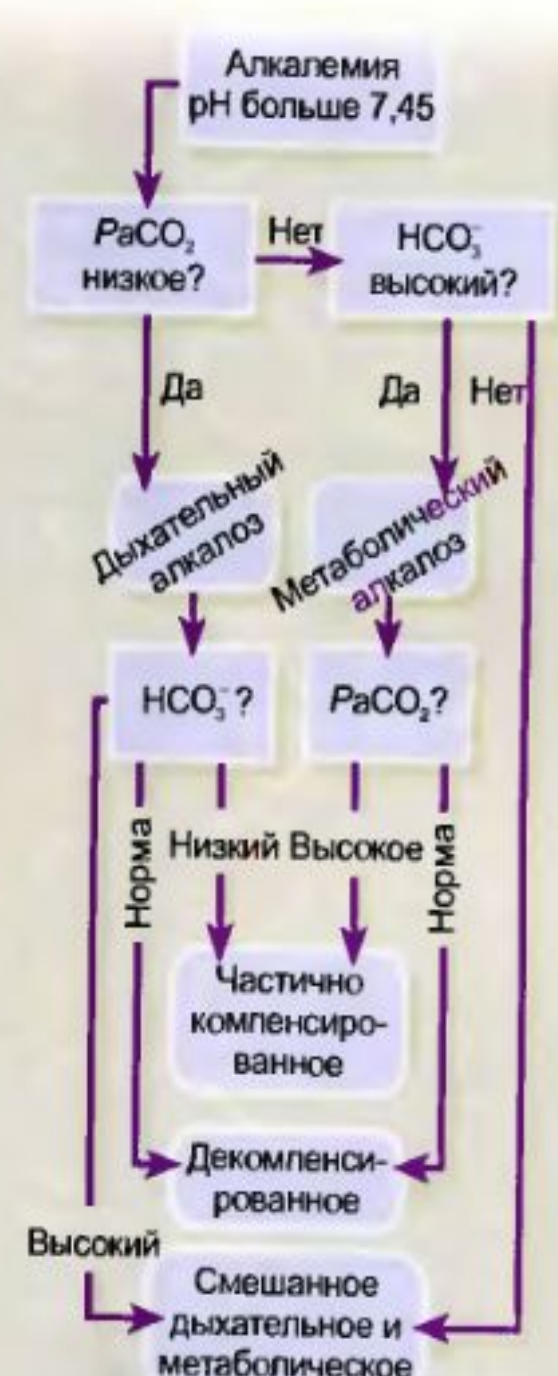 Алкалемия
pH больше 7,45
PaCO₂
низкое?
Нет
HCO₃⁻
высокий?
Да
Да
Нет
Дыхательный
алкалоз
Метаболический
алкалоз
HCO₃⁻?
PaCO₂?
Норма
Низкий
Высокое
Норма
Частично
компенсиро-
ванное
Декомпенси-
рованное
Высокий
Смешанное
дыхательное и
метаболическое